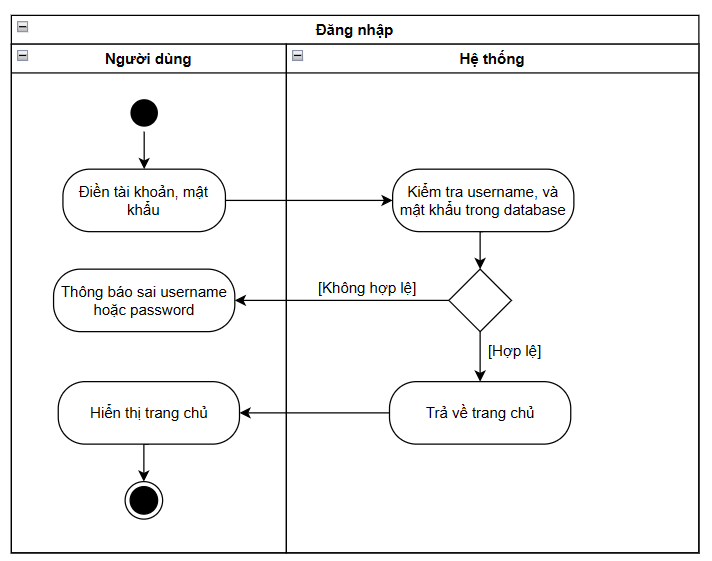 Đăng nhập
Người dùng
Hệ thống
Điền tài khoản, mật
khẩu
Kiểm tra username, và
mật khẩu trong database
Thông báo sai username
hoặc password
[Không hợp lệ]
[Hợp lệ]
Hiển thị trang chủ
Trả về trang chủ